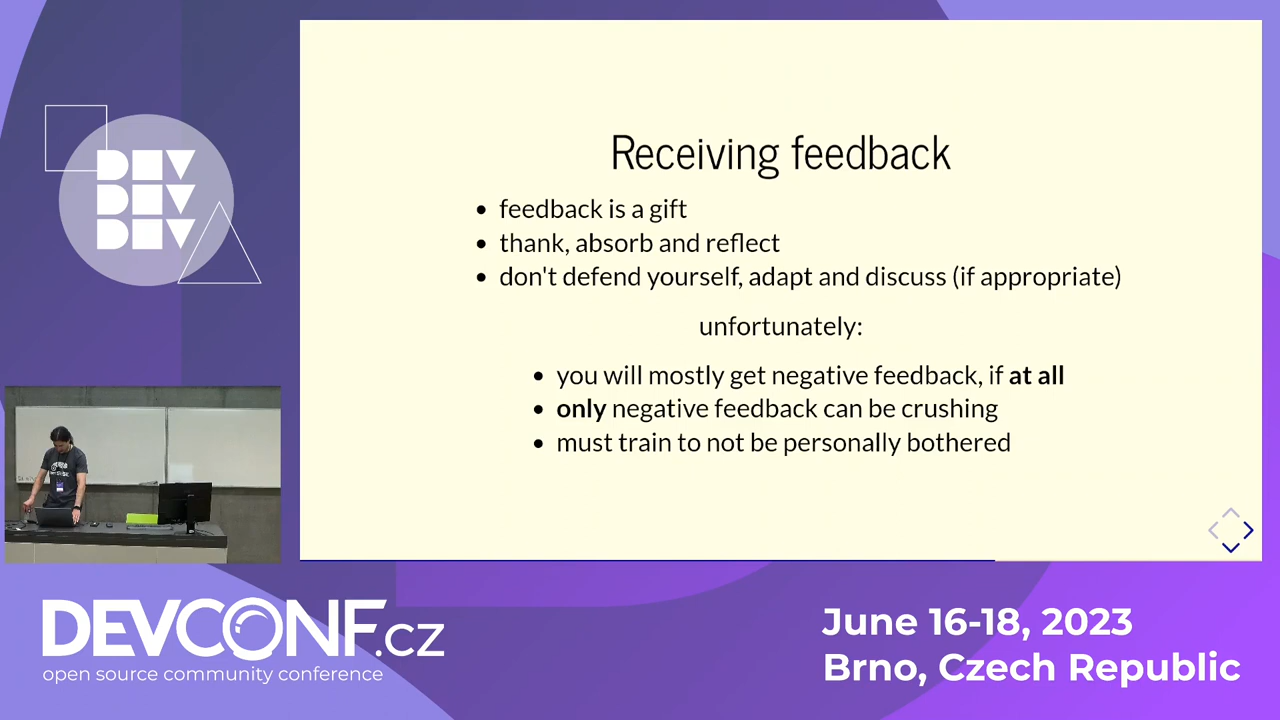 DEV
DEV
DEV
Receiving feedback
• feedback is a gift
• thank, absorb and reflect
• don't defend yourself, adapt and discuss (if appropriate)
unfortunately:
• you will mostly get negative feedback, if at all
• only negative feedback can be crushing
• must train to not be personally bothered
DEVCONF.cz
open source community conference
June 16-18, 2023
Brno, Czech Republic